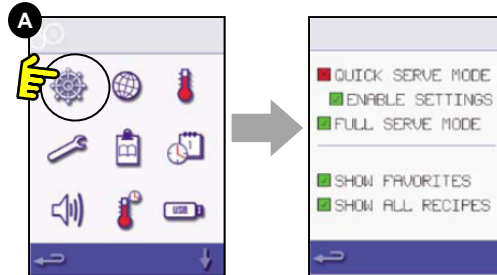 A
USB
QUICK SERVE MODE
ENABLE SETTINGS
FULL SERVE MODE
SHOW FAVORITES
SHOW ALL RECIPES